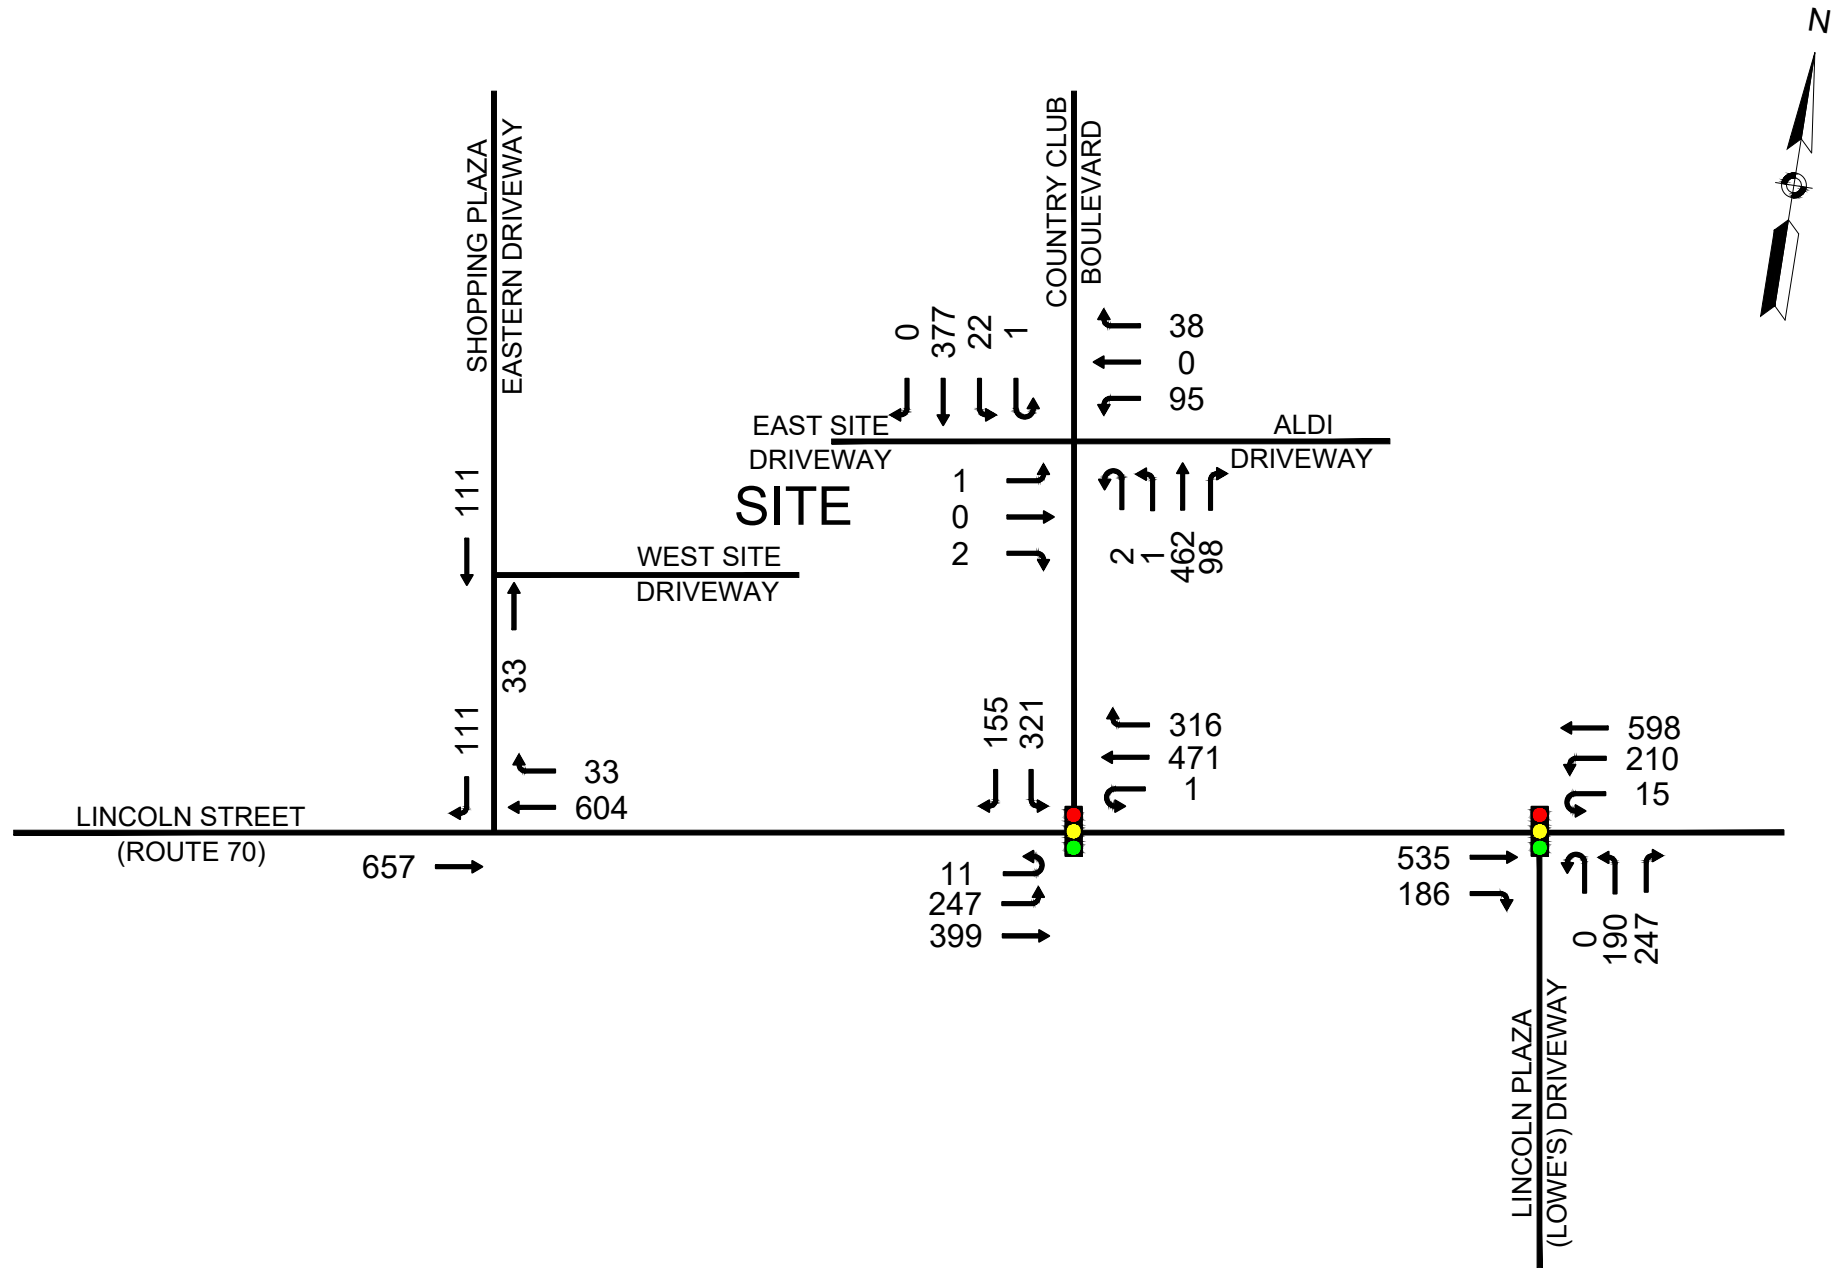 N
SHOPPING PLAZA
EASTERN DRIVEWAY
COUNTRY CLUB
BOULEVARD
0
377
22
1
38
0
95
EAST SITE
DRIVEWAY
ALDI
DRIVEWAY
SITE
1
0
2
2
1
462
98
111
WEST SITE
DRIVEWAY
33
111
33
604
155
321
316
471
1
598
210
15
LINCOLN STREET
(ROUTE 70)
657
11
247
399
535
186
0
190
247
LINCOLN PLAZA
(LOWE'S) DRIVEWAY